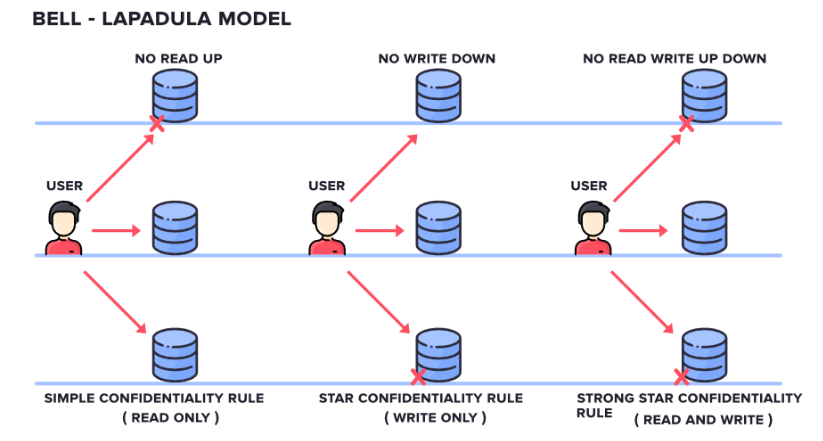 BELL - LAPADULA MODEL
NO READ UP
NO WRITE DOWN
NO READ WRITE UP DOWN
USER
USER
USER
SIMPLE CONFIDENTIALITY RULE
( READ ONLY )
STAR CONFIDENTIALITY RULE
( WRITE ONLY )
STRONG STAR CONFIDENTIALITY
RULE
( READ AND WRITE )